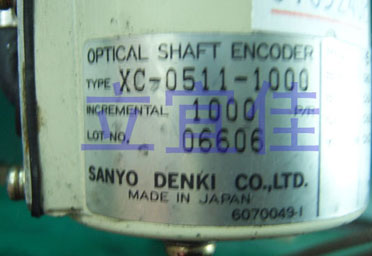 OPTICAL SHAFT ENCODER
TYPE XC-0511-1000
INCREMENTAL 1000 P/R
LOT NO. 06606
SANYO DENKI CO.,LTD.
MADE IN JAPAN
6070049-1
立宜佳